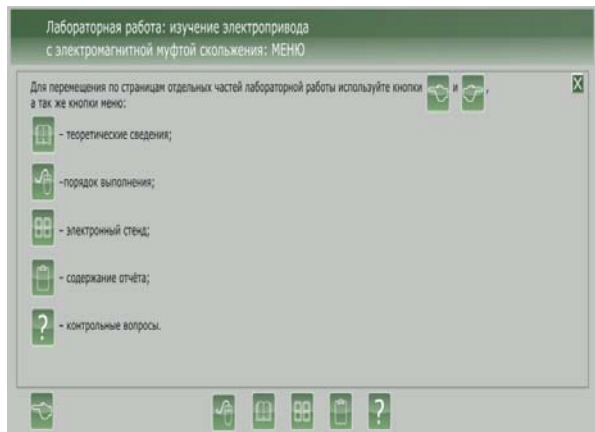 Лабораторная работа: изучение электропривода
с электромагнитной муфтой скольжения: МЕНЮ
Для перемещения по страницам отдельных частей лабораторной работы используйте кнопки и ,
а так же кнопки меню:
X
– теоретические сведения;
–порядок выполнения;
– электронный стенд;
– содержание отчёта;
? – контрольные вопросы.
?